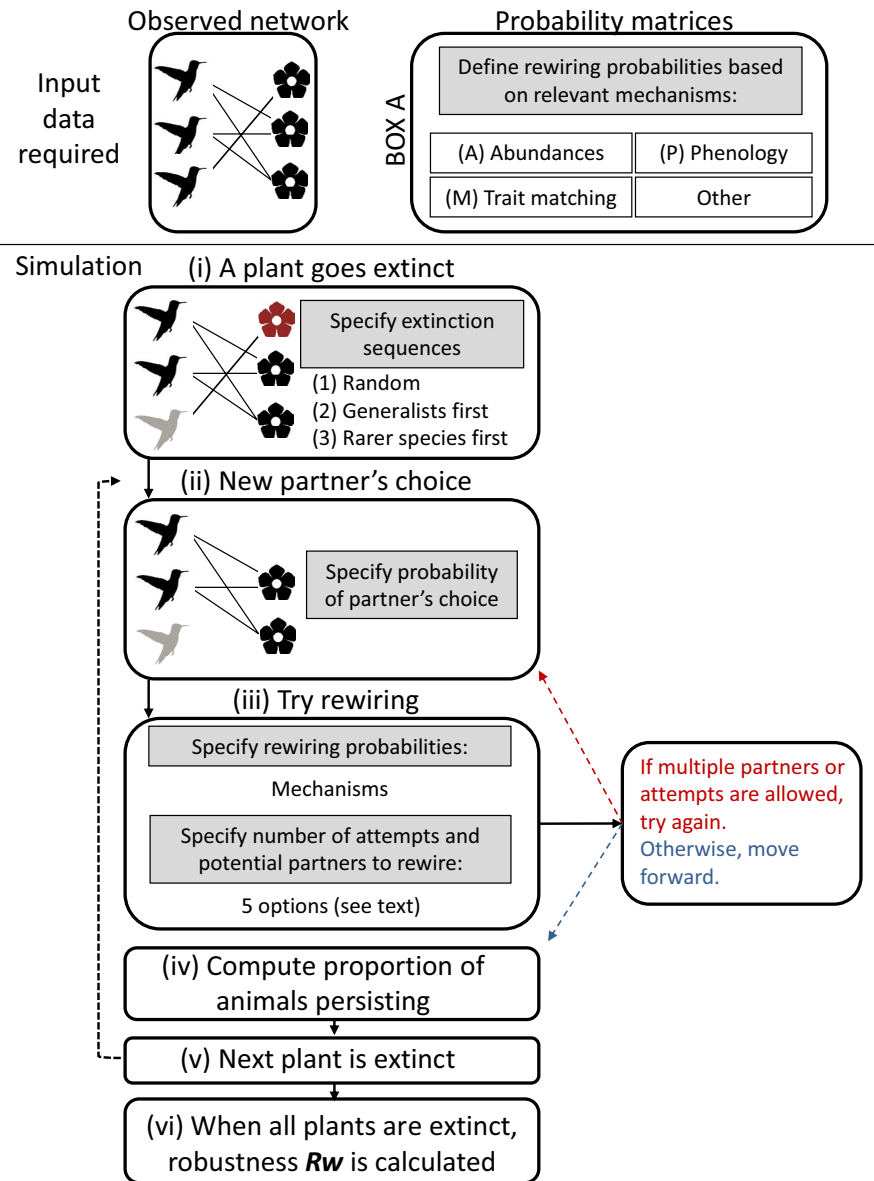 Observed network
Probability matrices
Input
data
required
BOX A
Define rewiring probabilities based
on relevant mechanisms:
(A) Abundances
(P) Phenology
(M) Trait matching
Other
Simulation
(i) A plant goes extinct
Specify extinction
sequences
(1) Random
(2) Generalists first
(3) Rarer species first
(ii) New partner’s choice
Specify probability
of partner’s choice
(iii) Try rewiring
Specify rewiring probabilities:
Mechanisms
Specify number of attempts and
potential partners to rewire:
5 options (see text)
If multiple partners or
attempts are allowed,
try again.
Otherwise, move
forward.
(iv) Compute proportion of
animals persisting
(v) Next plant is extinct
(vi) When all plants are extinct,
robustness Rw is calculated